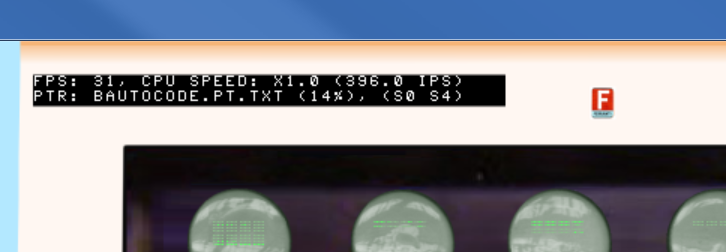 FPS: 31, CPU SPEED: X1.0 (396.0 IPS)
PTR: BAUTOCODE.PT.TXT (14%), (S0 S4)
F